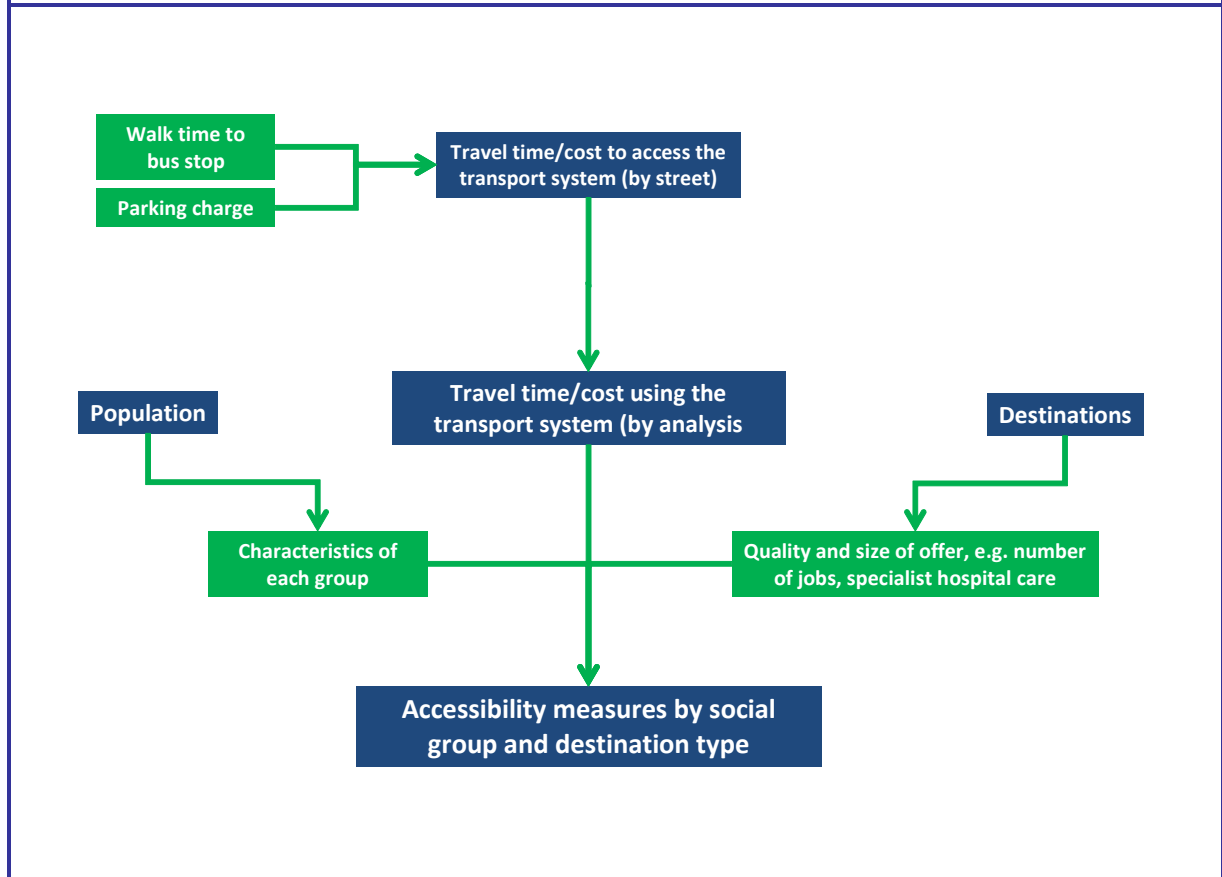 Walk time to
bus stop
Parking charge
Travel time/cost to access the
transport system (by street)
Travel time/cost using the
transport system (by analysis
Population
Destinations
Characteristics of
each group
Quality and size of offer, e.g. number
of jobs, specialist hospital care
Accessibility measures by social
group and destination type